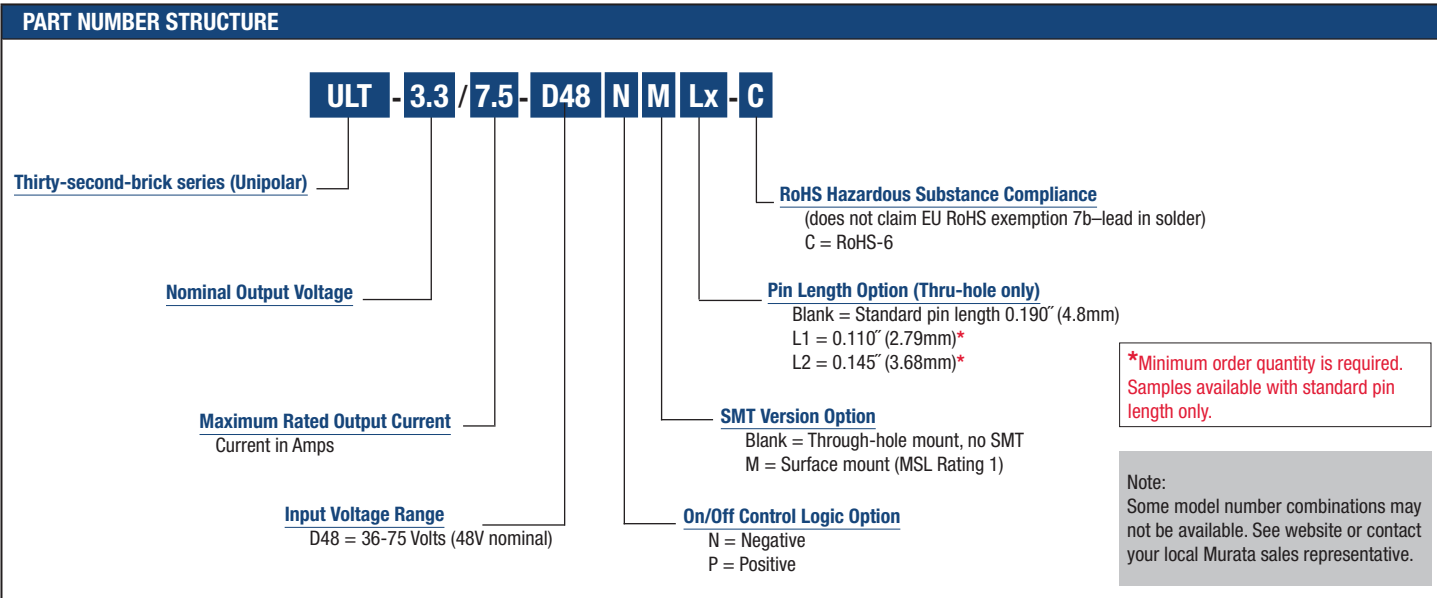 PART NUMBER STRUCTURE
ULT - 3.3 / 7.5 - D48 N M Lx - C
Thirty-second-brick series (Unipolar)
RoHS Hazardous Substance Compliance
(does not claim EU RoHS exemption 7b–lead in solder)
C = RoHS-6
Nominal Output Voltage
Pin Length Option (Thru-hole only)
Blank = Standard pin length 0.190˝ (4.8mm)
L1 = 0.110˝ (2.79mm)*
L2 = 0.145˝ (3.68mm)*
*Minimum order quantity is required.
Samples available with standard pin
length only.
Maximum Rated Output Current
Current in Amps
SMT Version Option
Blank = Through-hole mount, no SMT
M = Surface mount (MSL Rating 1)
Input Voltage Range
D48 = 36-75 Volts (48V nominal)
On/Off Control Logic Option
N = Negative
P = Positive
Note:
Some model number combinations may
not be available. See website or contact
your local Murata sales representative.